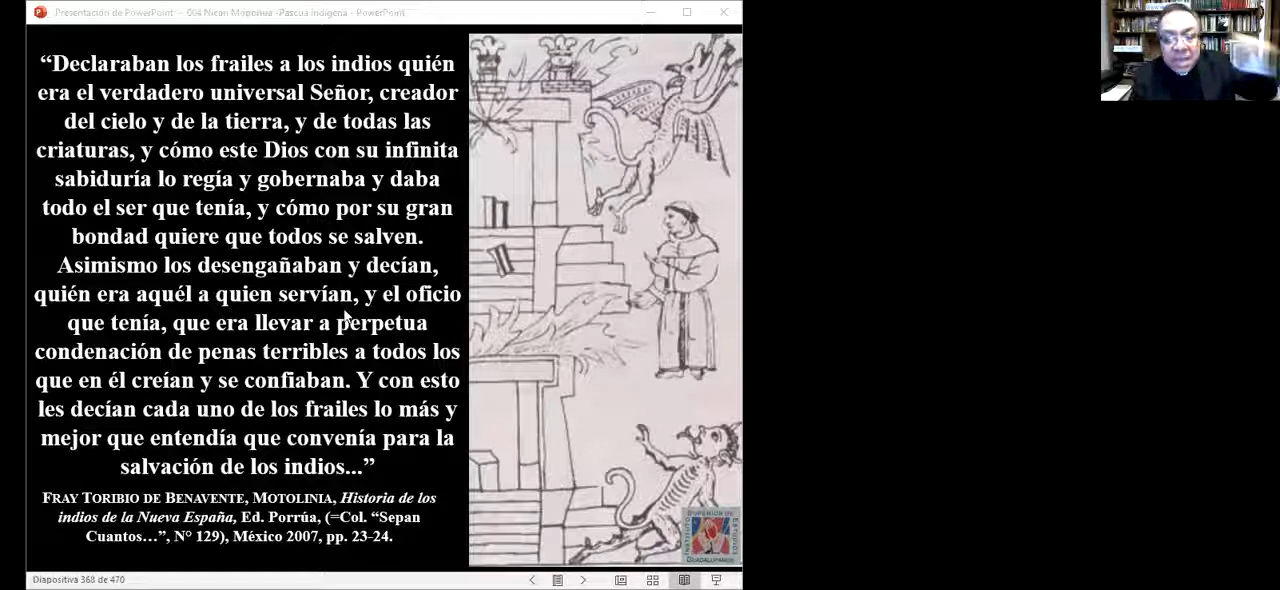 Presentación de PowerPoint - 004 Nican Mopohua -Pascua Indígena - PowerPoint
“Declaraban los frailes a los indios quién
era el verdadero universal Señor, creador
del cielo y de la tierra, y de todas las
criaturas, y cómo este Dios con su infinita
sabiduría lo regía y gobernaba y daba
todo el ser que tenía, y cómo por su gran
bondad quiere que todos se salven.
Asimismo los desengañaban y decían,
quién era aquél a quien servían, y el oficio
que tenía, que era llevar a perpetua
condenación de penas terribles a todos los
que en él creían y se confiaban. Y con esto
les decían cada uno de los frailes lo más y
mejor que entendía que convenía para la
salvación de los indios...”
FRAY TORIBIO DE BENAVENTE, MOTOLINIA, Historia de los
indios de la Nueva España, Ed. Porrúa, (=Col. “Sepan
Cuantos…”, N° 129), México 2007, pp. 23-24.
INSTITUTO SUPERIOR DE ESTUDIOS GUADALUPANOS
Diapositiva 368 de 470